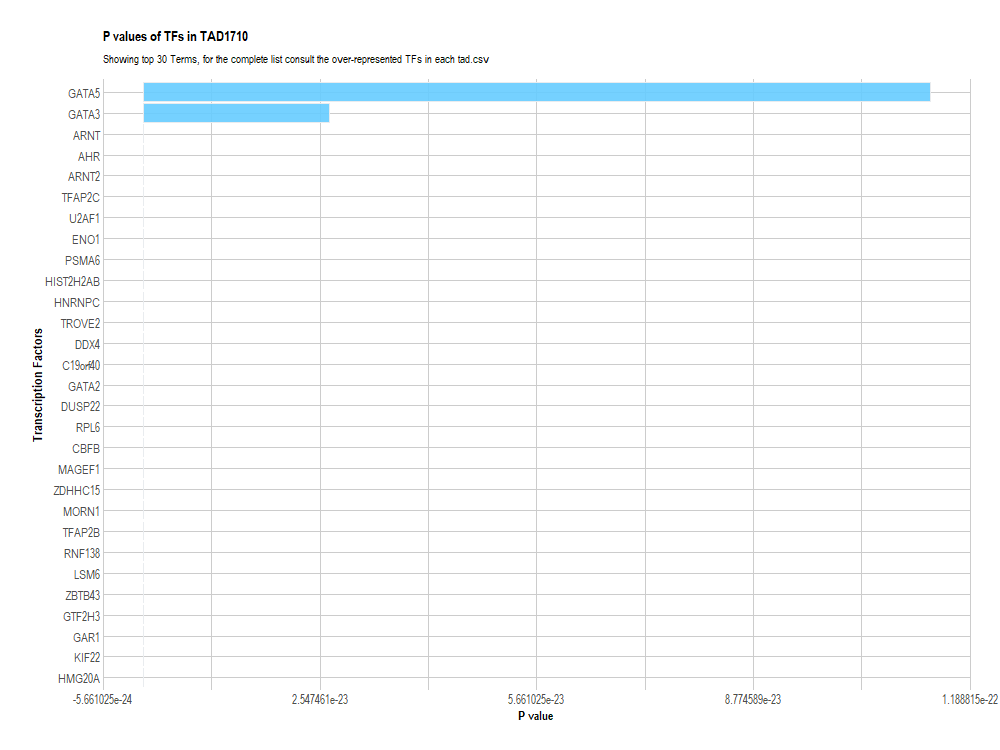 P values of TFs in TAD1710
Showing top 30 Terms, for the complete list consult the over-represented TFs in each tad.csv
Transcription Factors
GATA5
GATA3
ARNT
AHR
ARNT2
TFAP2C
U2AF1
ENO1
PSMA6
HIST2H2AB
HNRNPC
TROVE2
DDX4
C19orf40
GATA2
DUSP22
RPL6
CBFB
MAGEF1
ZDHHC15
MORN1
TFAP2B
RNF138
LSM6
ZBTB43
GTF2H3
GAR1
KIF22
HMG20A
-5.661025e-24 2.547461e-23 5.661025e-23 8.774589e-23 1.188815e-22
P value